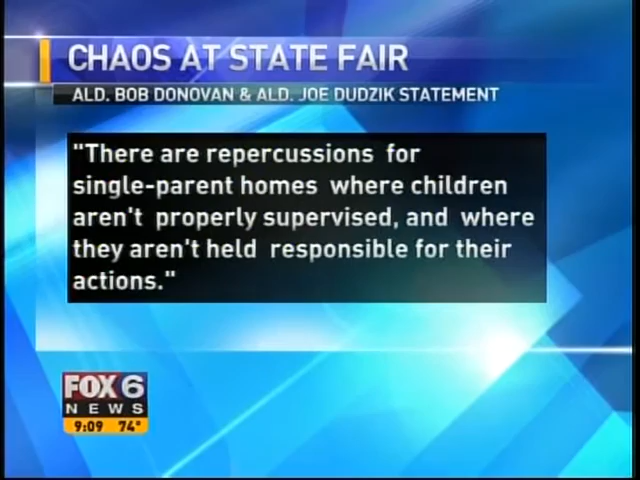 CHAOS AT STATE FAIR
ALD. BOB DONOVAN & ALD. JOE DUDZIK STATEMENT
"There are repercussions for
single-parent homes where children
aren't properly supervised, and where
they aren't held responsible for their
actions."
FOX 6
NEWS
9:09 74°